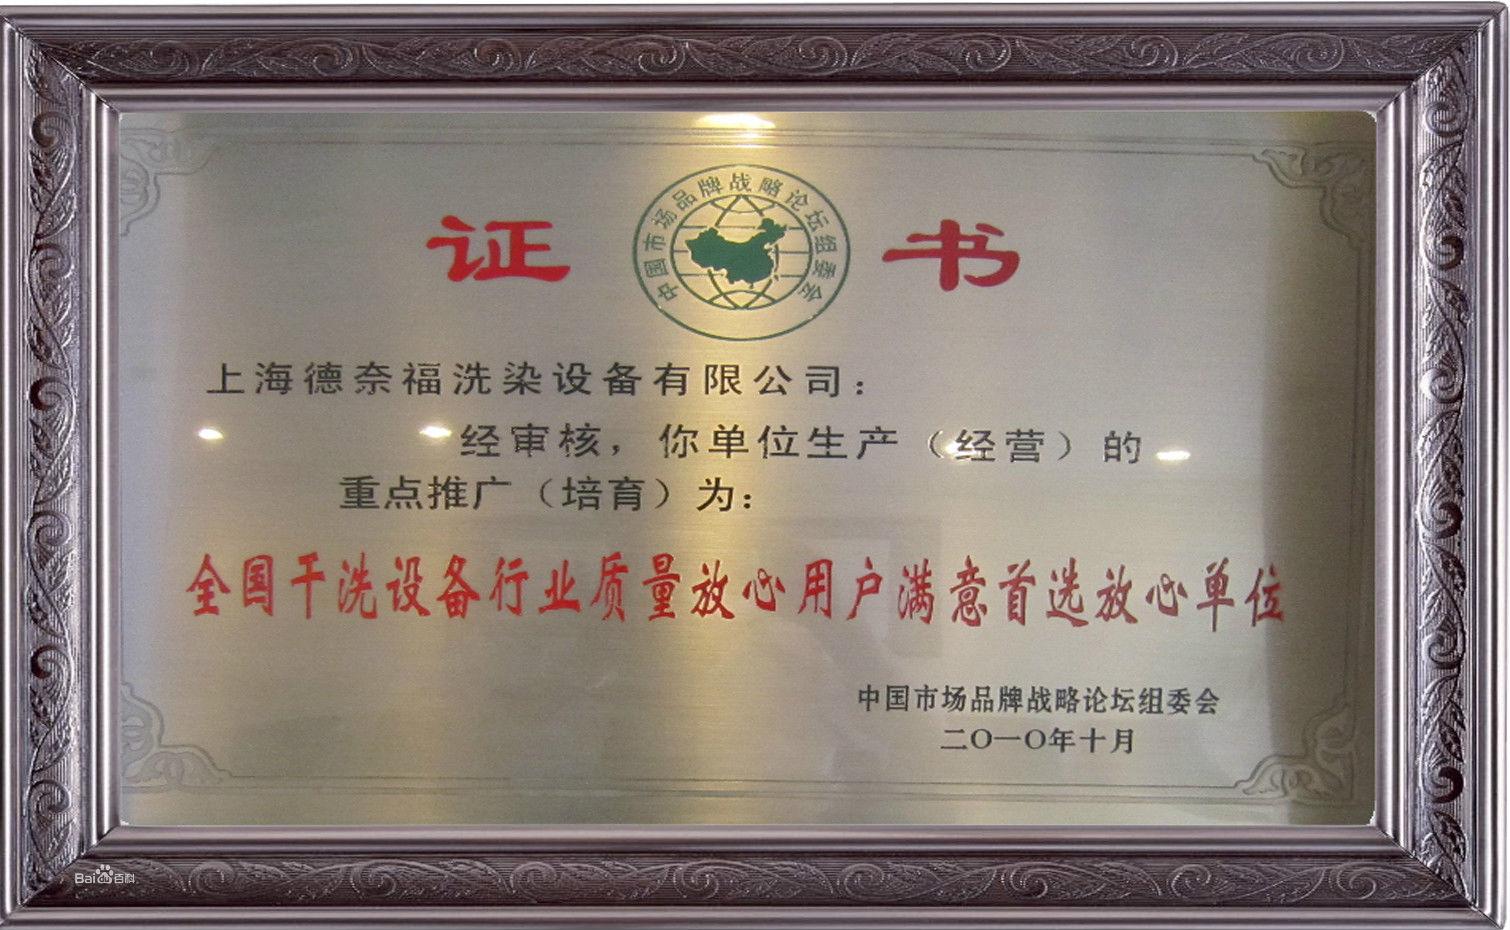 证 书
中国市场品牌战略论坛组委会
上海德奈福洗染设备有限公司：
经审核，你单位生产（经营）的
重点推广（培育）为：
全国干洗设备行业质量放心用户满意首选放心单位
中国市场品牌战略论坛组委会
二〇一〇年十月
Baidu百科